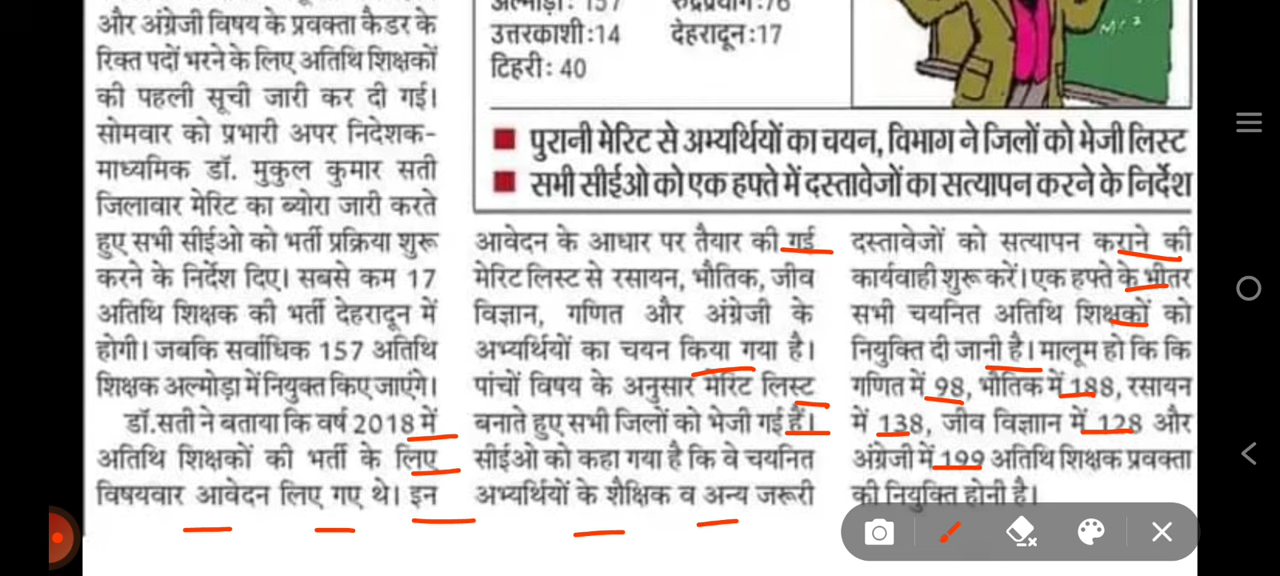 और अंग्रेजी विषय के प्रवक्ता कैडर के
रिक्त पदों भरने के लिए अतिथि शिक्षकों
की पहली सूची जारी कर दी गई।
सोमवार को प्रभारी अपर निदेशक-
माध्यमिक डॉ. मुकुल कुमार सती
जिलावार मेरिट का ब्योरा जारी करते
हुए सभी सीईओ को भर्ती प्रक्रिया शुरू
करने के निर्देश दिए। सबसे कम 17
अतिथि शिक्षक की भर्ती देहरादून में
होगी। जबकि सर्वाधिक 157 अतिथि
शिक्षक अल्मोड़ा में नियुक्त किए जाएंगे।
डॉ.सती ने बताया कि वर्ष 2018 में
अतिथि शिक्षकों की भर्ती के लिए
विषयवार आवेदन लिए गए थे। इन
अल्मोड़ा: 157 रुद्रप्रयाग:76
उत्तरकाशी:14 देहरादून:17
टिहरी: 40
पुरानी मेरिट से अभ्यर्थियों का चयन, विभाग ने जिलों को भेजी लिस्ट
सभी सीईओ को एक हफ्ते में दस्तावेजों का सत्यापन करने के निर्देश
आवेदन के आधार पर तैयार की गई
मेरिट लिस्ट से रसायन, भौतिक, जीव
विज्ञान, गणित और अंग्रेजी के
अभ्यर्थियों का चयन किया गया है।
पांचों विषय के अनुसार मेरिट लिस्ट
बनाते हुए सभी जिलों को भेजी गई हैं।
सीईओ को कहा गया है कि वे चयनित
अभ्यर्थियों के शैक्षिक व अन्य जरूरी
दस्तावेजों को सत्यापन कराने की
कार्यवाही शुरू करें। एक हफ्ते के भीतर
सभी चयनित अतिथि शिक्षकों को
नियुक्ति दी जानी है। मालूम हो कि कि
गणित में 98, भौतिक में 188, रसायन
में 138, जीव विज्ञाान में 128 और
अंग्रेजी में 199 अतिथि शिक्षक प्रवक्ता
की नियुक्ति होनी है।